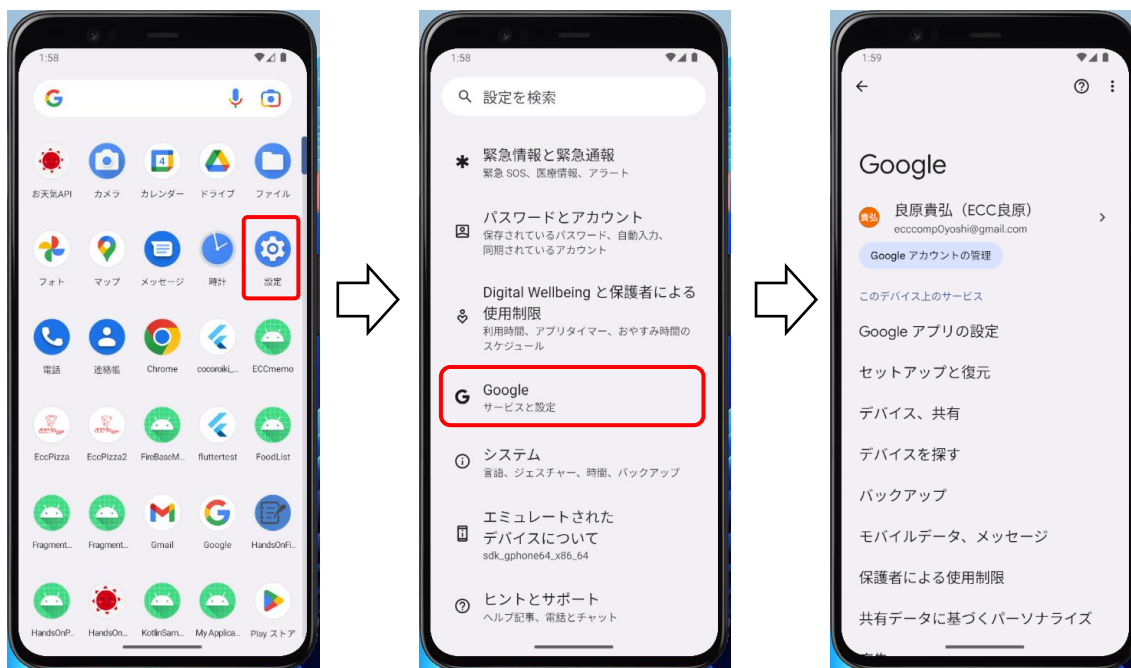 1:58
お天気API
カメラ
カレンダー
ドライブ
ファイル
フォト
マップ
メッセージ
時計
設定
電話
連絡帳
Chrome
cocoroiki_...
ECCmemo
EccPizza
EccPizza2
FireBaseM...
fluttertest
FoodList
Fragment...
Fragment...
Gmail
Google
HandsOnFi...
HandsOnP...
HandsOn...
KotlinSam...
My Applica...
Play ストア
1:58
設定を検索
緊急情報と緊急通報
緊急 SOS、医療情報、アラート
パスワードとアカウント
保存されているパスワード、自動入力、
同期されているアカウント
Digital Wellbeing と保護者による
使用制限
利用時間、アプリタイマー、おやすみ時間の
スケジュール
Google
サービスと設定
システム
言語、ジェスチャー、時間、バックアップ
エミュレートされた
デバイスについて
sdk_gphone64_x86_64
ヒントとサポート
ヘルプ記事、電話とチャット
1:59
Google
貴弘
良原貴弘（ECC良原）
ecccomp0yoshi@gmail.com
Google アカウントの管理
このデバイス上のサービス
Google アプリの設定
セットアップと復元
デバイス、共有
デバイスを探す
バックアップ
モバイルデータ、メッセージ
保護者による使用制限
共有データに基づくパーソナライズ